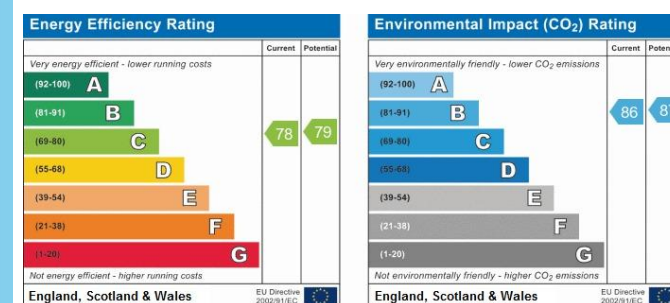 Energy Efficiency Rating
Current Potential
Very energy efficient - lower running costs
(92-100) A
(81-91) B
(69-80) C
78 79
(55-68) D
(39-54) E
(21-38) F
(1-20) G
Not energy efficient - higher running costs
England, Scotland & Wales
EU Directive
2002/91/EC
Environmental Impact (CO₂) Rating
Current Poten
Very environmentally friendly - lower CO₂ emissions
(92-100) A
(81-91) B
86
(69-80) C
(55-68) D
(39-54) E
(21-38) F
(1-20) G
Not environmentally friendly - higher CO₂ emissions
England, Scotland & Wales
EU Directive
2002/91/EC